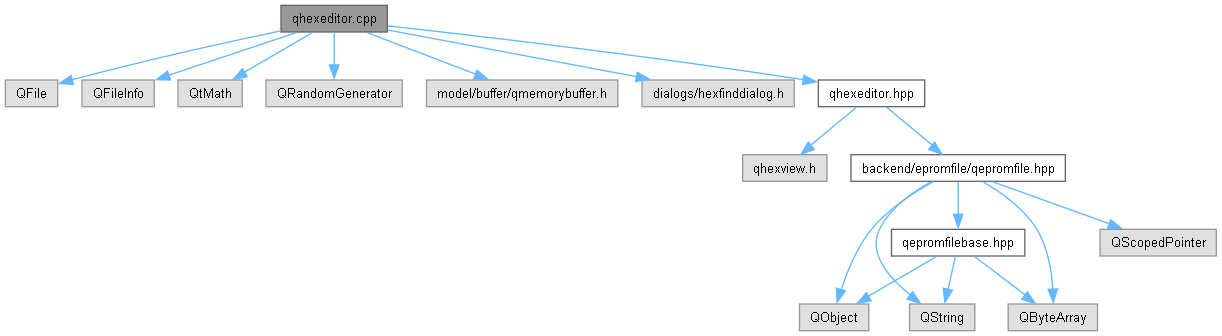 qhexeditor.cpp
QFile
QFileInfo
QtMath
QRandomGenerator
model/buffer/qmemorybuffer.h
dialogs/hexfinddialog.h
qhexeditor.hpp
qhexview.h
backend/epromfile/qepromfile.hpp
qepromfilebase.hpp
QScopedPointer
QObject
QString
QByteArray